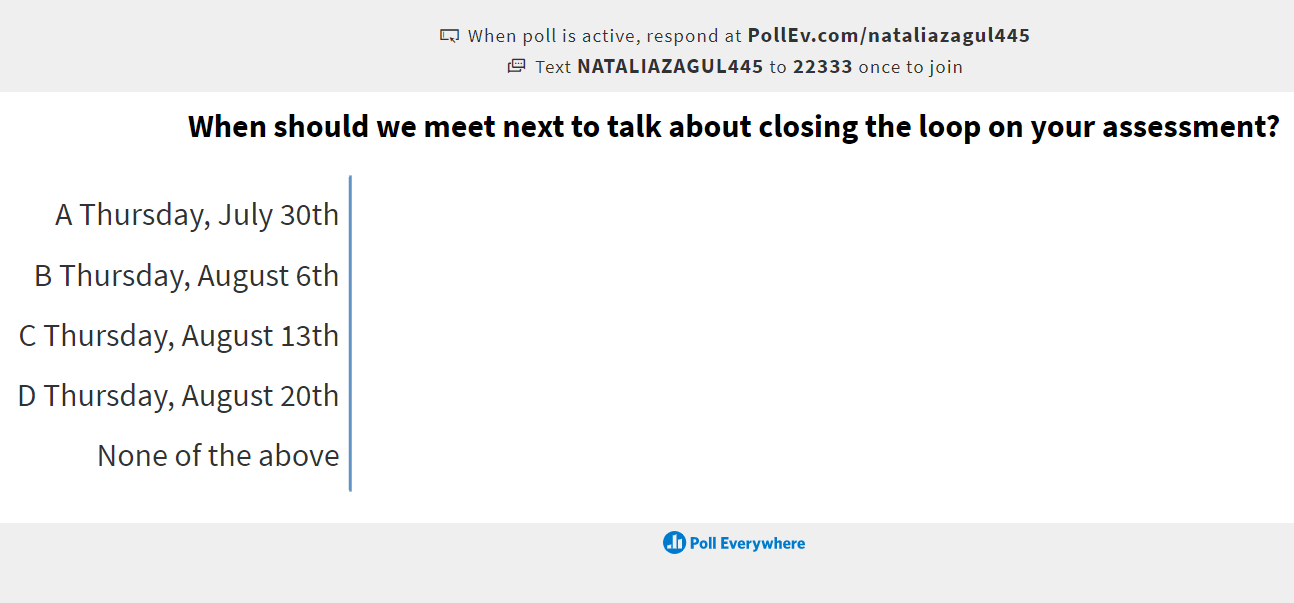 When poll is active, respond at PollEv.com/nataliazagul445
Text NATALIAZAGUL445 to 22333 once to join
When should we meet next to talk about closing the loop on your assessment?
A Thursday, July 30th
B Thursday, August 6th
C Thursday, August 13th
D Thursday, August 20th
None of the above
Poll Everywhere